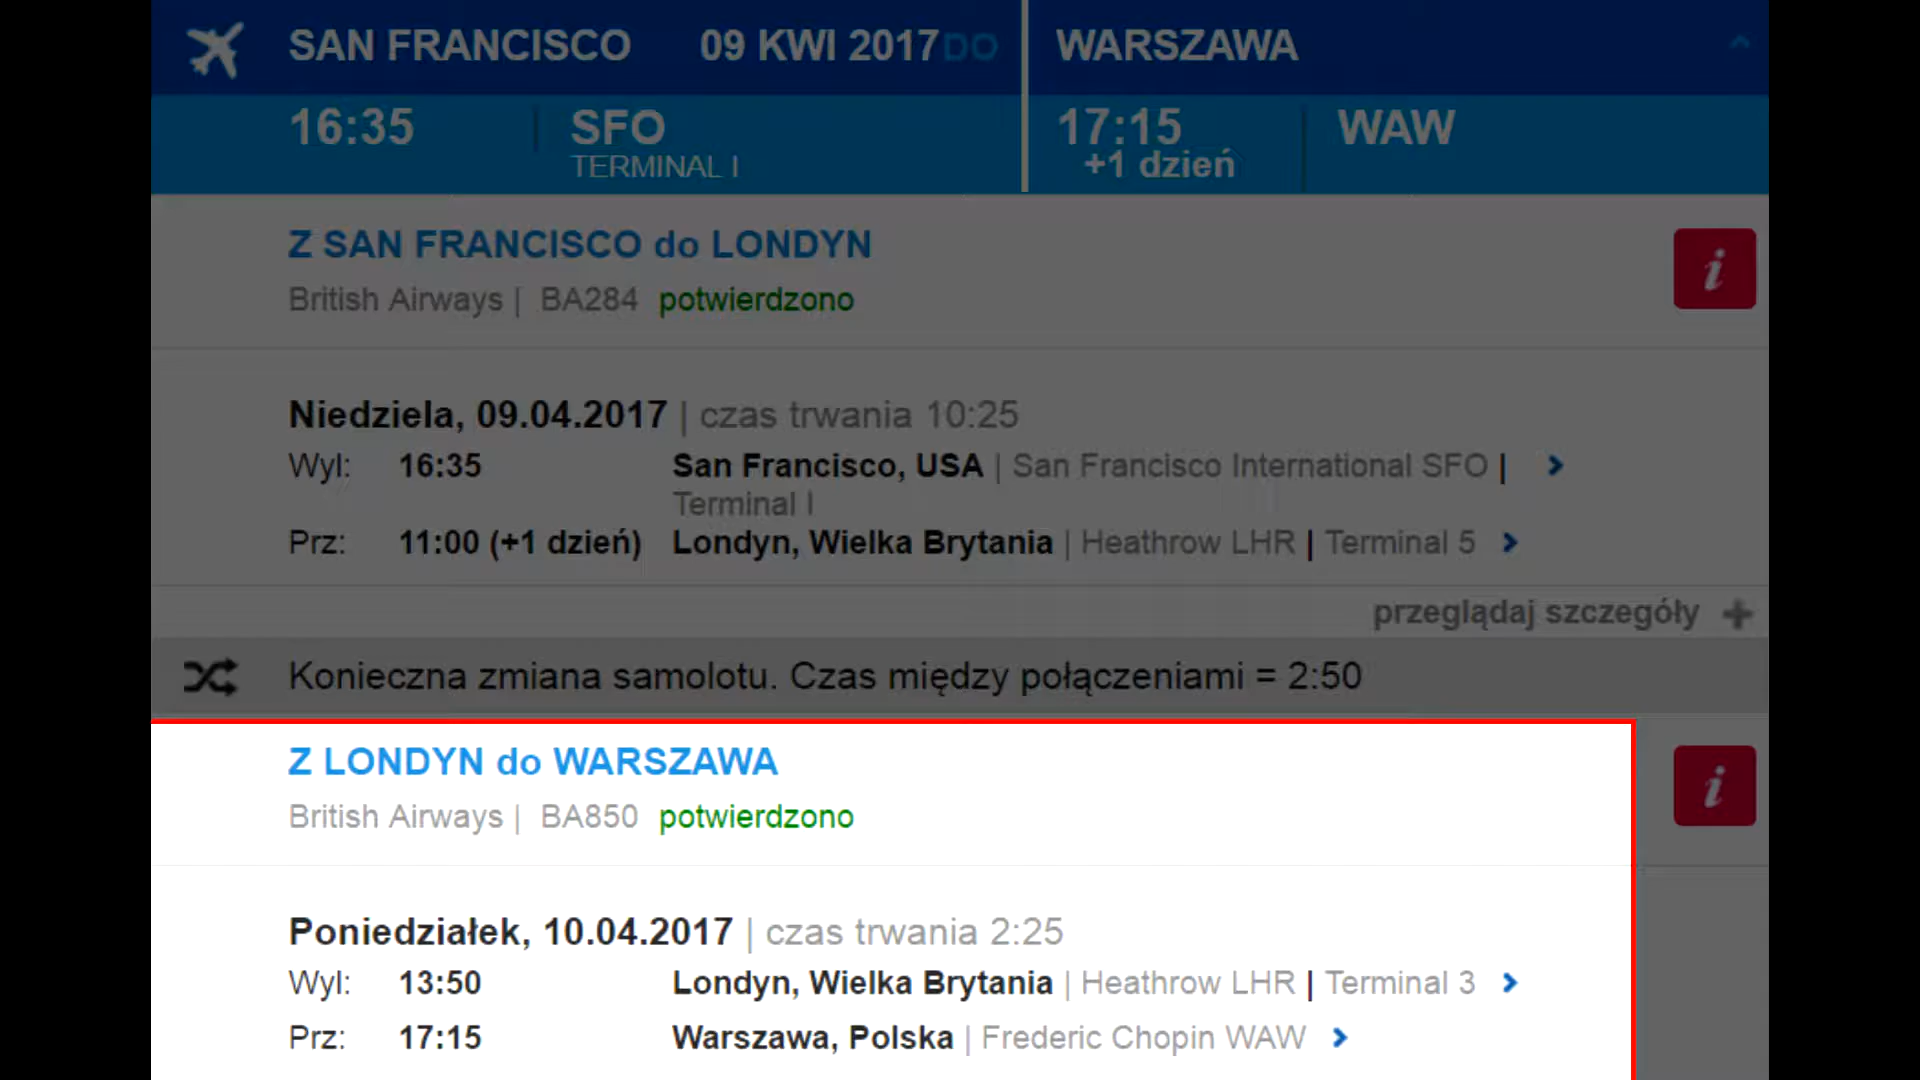 SAN FRANCISCO 09 KWI 2017 DO WARSZAWA
16:35 SFO 17:15 WAW
TERMINAL I +1 dzień
Z SAN FRANCISCO do LONDYN
British Airways | BA284 potwierdzono
Niedziela, 09.04.2017 | czas trwania 10:25
Wyl: 16:35 San Francisco, USA | San Francisco International SFO |
Terminal I
Prz: 11:00 (+1 dzień) Londyn, Wielka Brytania | Heathrow LHR | Terminal 5
przeglądaj szczegóły
Konieczna zmiana samolotu. Czas między połączeniami = 2:50
Z LONDYN do WARSZAWA
British Airways | BA850 potwierdzono
Poniedziałek, 10.04.2017 | czas trwania 2:25
Wyl: 13:50 Londyn, Wielka Brytania | Heathrow LHR | Terminal 3
Prz: 17:15 Warszawa, Polska | Frederic Chopin WAW